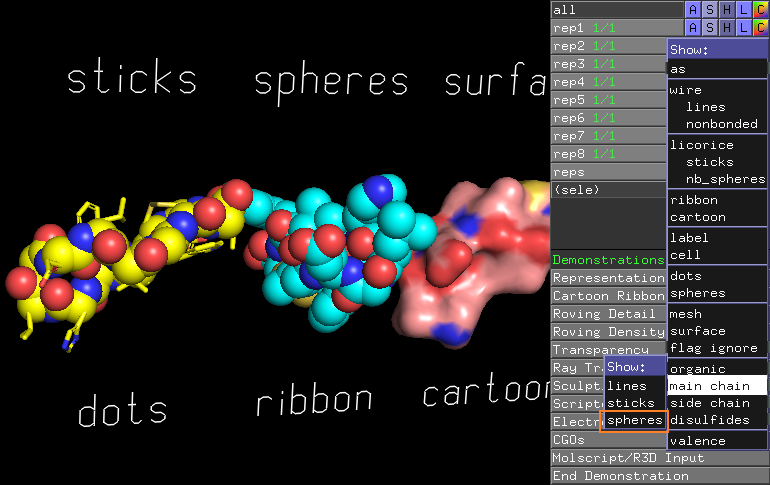 all A S H L C
rep1 1/1 A S H L C
rep2 1/1
rep3 1/1
rep4 1/1
rep5 1/1
rep6 1/1
rep7 1/1
rep8 1/1
reps
(sele)
Show:
as
wire
lines
nonbonded
licorice
sticks
nb_spheres
ribbon
cartoon
label
cell
dots
spheres
mesh
surface
flag ignore
organic
main chain
side chain
disulfides
valence
Show:
lines
sticks
spheres
Demonstrations
Representation
Cartoon Ribbon
Roving Detail
Roving Density
Transparency
Ray Tr
Sculpt
Script
Electr
CGOs
Molscript/R3D Input
End Demonstration
sticks spheres surfa
dots ribbon cartoon